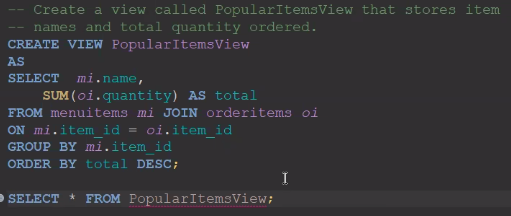 -- Create a view called PopularItemsView that stores item
-- names and total quantity ordered.
CREATE VIEW PopularItemsView
AS
SELECT  mi.name,
    SUM(oi.quantity) AS total
FROM menuitems mi JOIN orderitems oi
ON mi.item_id = oi.item_id
GROUP BY mi.item_id
ORDER BY total DESC;
SELECT * FROM PopularItemsView;